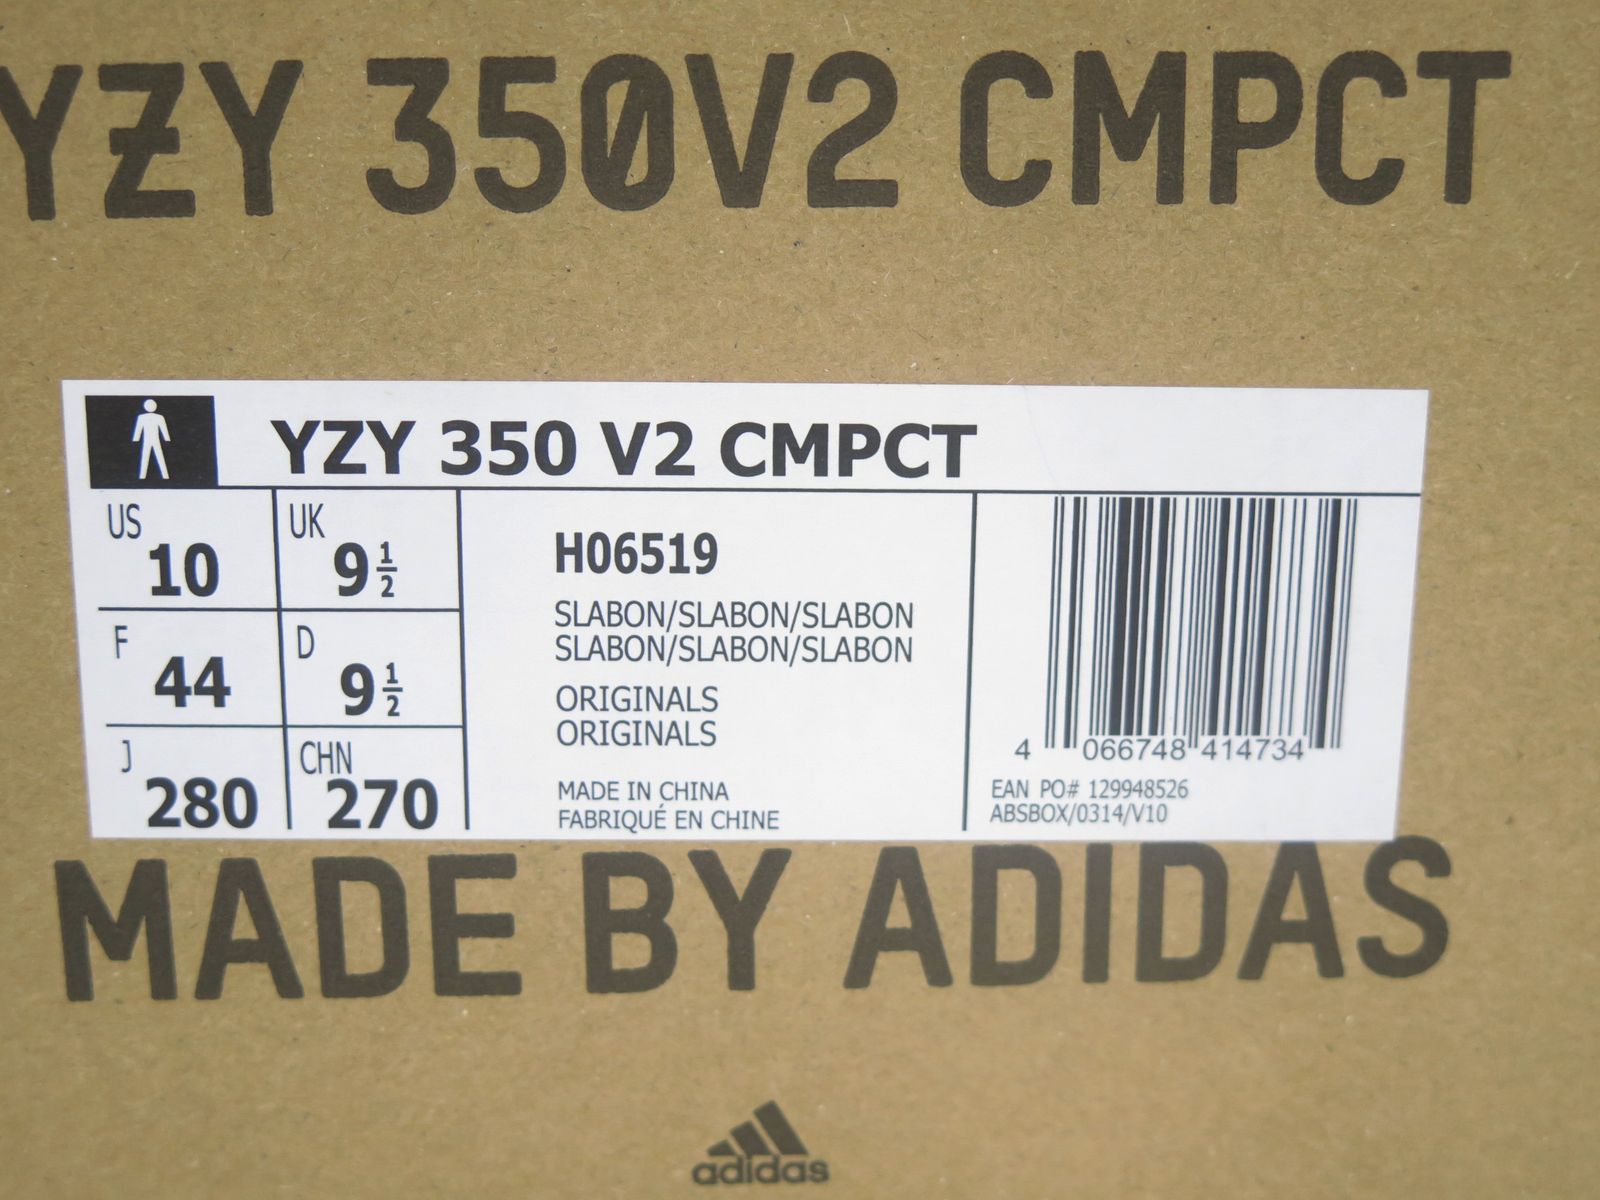 YZY 350V2 CMPCT
YZY 350 V2 CMPCT
US 10
UK 9 1/2
F 44
D 9 1/2
J 280
CHN 270
H06519
SLABON/SLABON/SLABON
SLABON/SLABON/SLABON
ORIGINALS
ORIGINALS
MADE IN CHINA
FABRIQUÉ EN CHINE
4 066748 414734
EAN PO# 129948526
ABSBOX/0314/V10
MADE BY ADIDAS
adidas